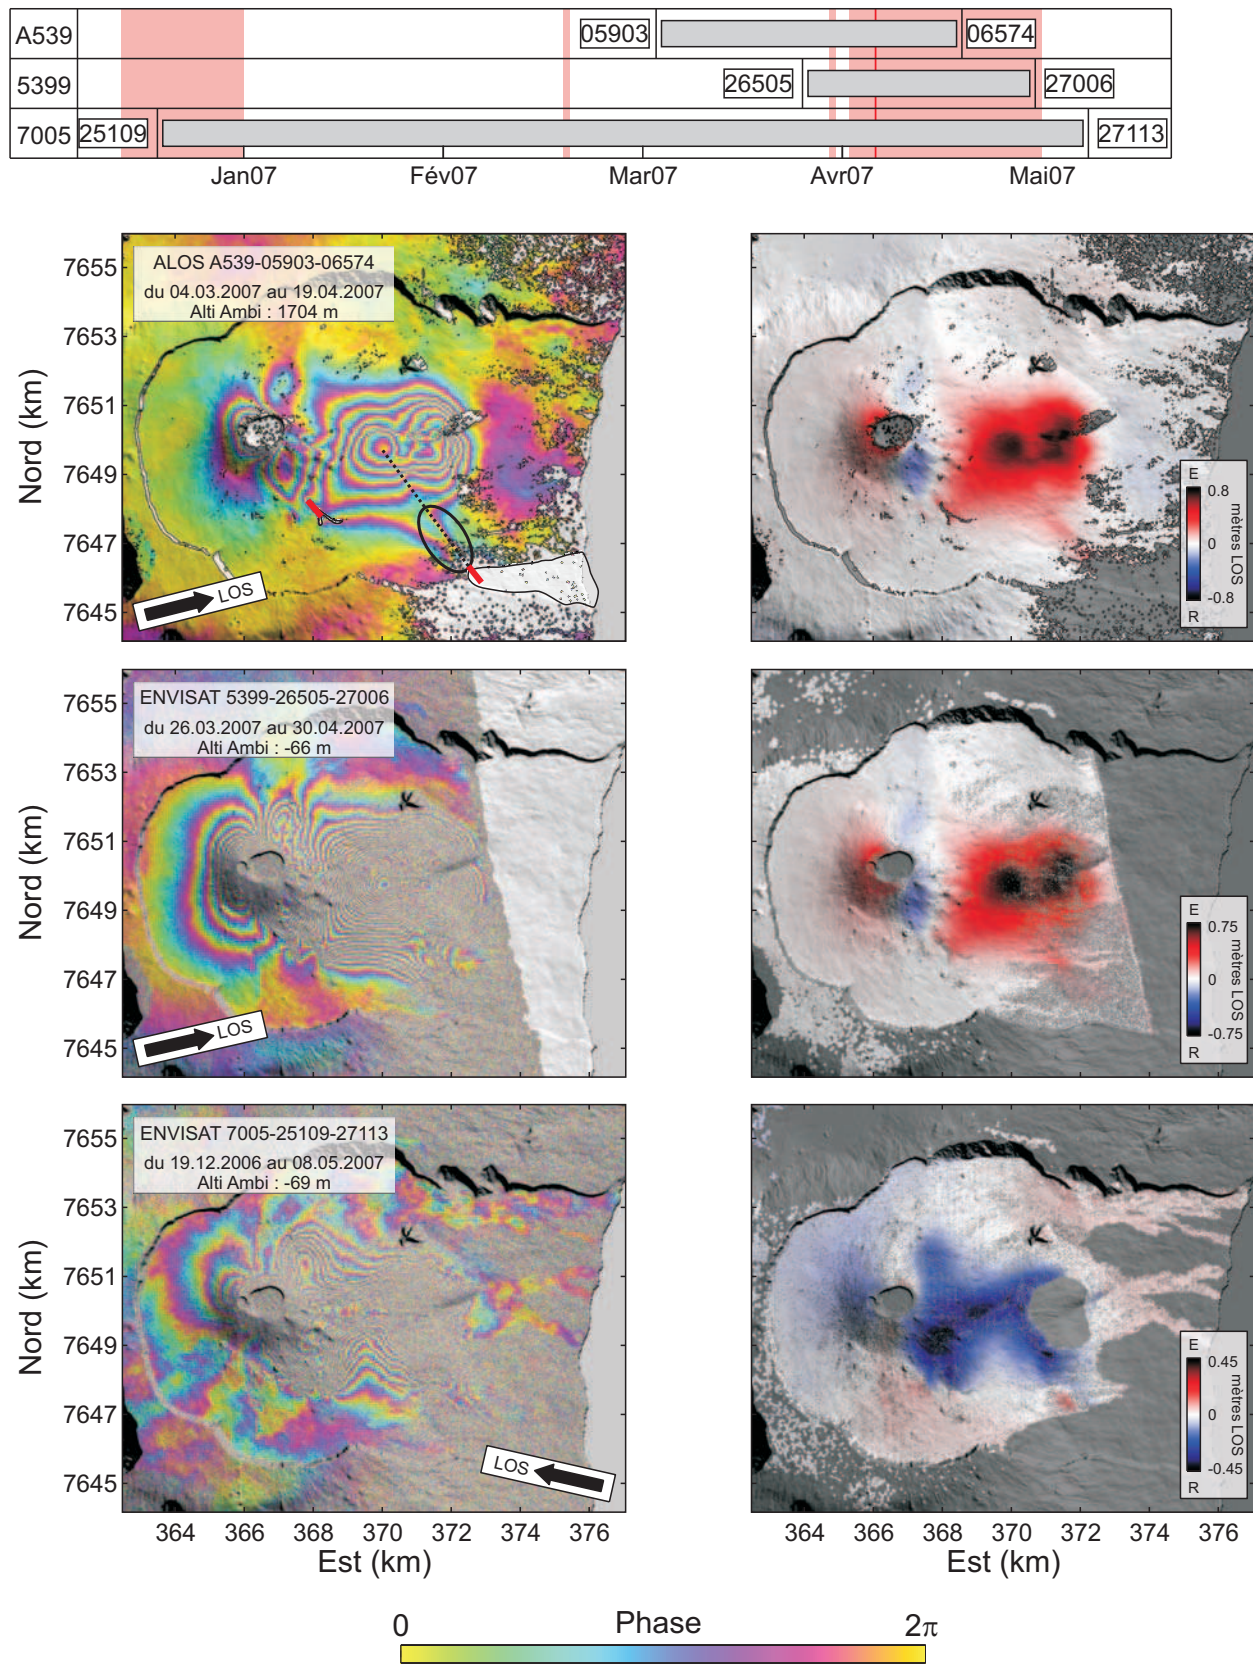 A539 05903 06574
5399 26505 27006
7005 25109 27113
Jan07 Fév07 Mar07 Avr07 Mai07
ALOS A539-05903-06574
du 04.03.2007 au 19.04.2007
Alti Ambi : 1704 m
7655
7653
7651
7649
7647
7645
Nord (km)
LOS
E
0.8
0
-0.8
R
mètres LOS
ENVISAT 5399-26505-27006
du 26.03.2007 au 30.04.2007
Alti Ambi : -66 m
7655
7653
7651
7649
7647
7645
Nord (km)
LOS
E
0.75
0
-0.75
R
mètres LOS
ENVISAT 7005-25109-27113
du 19.12.2006 au 08.05.2007
Alti Ambi : -69 m
7655
7653
7651
7649
7647
7645
Nord (km)
LOS
E
0.45
0
-0.45
R
mètres LOS
364 366 368 370 372 374 376
Est (km)
364 366 368 370 372 374 376
Est (km)
0 Phase 2π